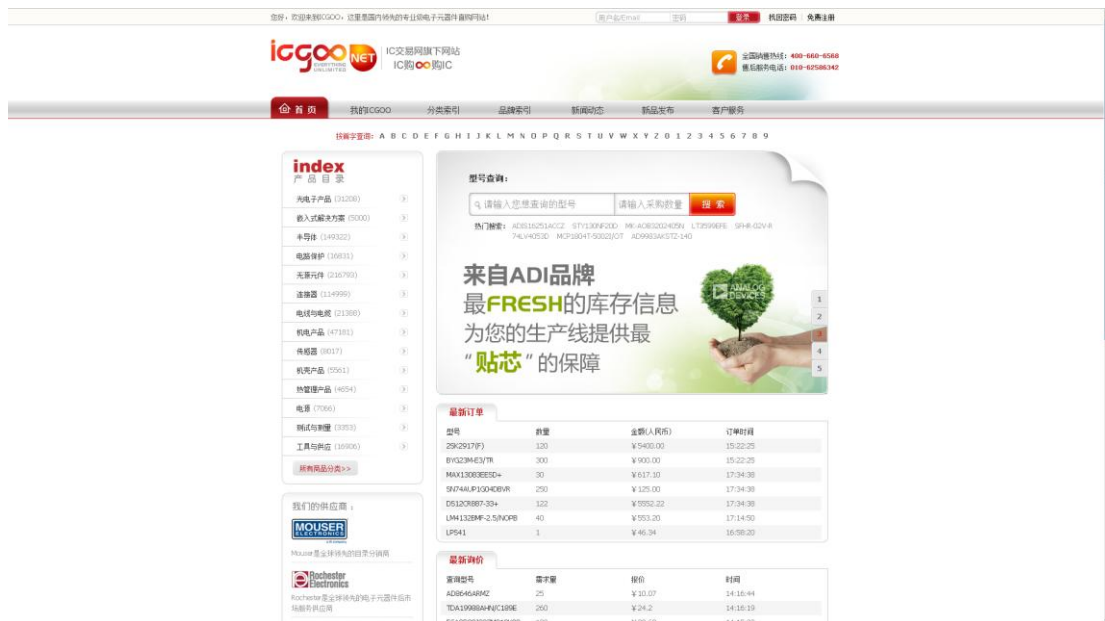 您好，欢迎来到ICGOO，这里是国内领先的专业的电子元器件直购网站！
用户名/Email 密码 登录 找回密码 免费注册
iCGOO NET
EVERYTHING UNLIMITED
IC交易网旗下网站
IC购 购IC
全国销售热线：400-660-6568
售后服务电话：010-62586342
首页 我的ICGOO 分类索引 品牌索引 新闻动态 新品发布 客户服务
按首字查询： A B C D E F G H I J K L M N O P Q R S T U V W X Y Z 0 1 2 3 4 5 6 7 8 9
index
产品目录
光电子产品 (31208)
嵌入式解决方案 (5000)
半导体 (149322)
电路保护 (16831)
无源元件 (216793)
连接器 (114999)
电线与电缆 (21388)
机电产品 (47181)
传感器 (8017)
机壳产品 (5561)
热管理产品 (4654)
电源 (7066)
测试与测量 (3353)
工具与供应 (16906)
所有商品分类>>
我们的供应商：
MOUSER
ELECTRONICS
Mouser是全球领先的目录分销商
Rochester
Electronics
Rochester是全球领先的电子元器件后市
场服务供应商
型号查询：
请输入您想查询的型号 请输入采购数量 搜索
热门搜索： ADIS16251ACCZ STY130NF20D LT3599EFE SFHR-02V-R
74LV4053D MCP1804T-5002I/OT AD9983AKSTZ-140
来自ADI品牌
最FRESH的库存信息
为您的生产线提供最
“贴芯”的保障
ANALOG
DEVICES
1
2
3
4
5
最新订单
型号 数量 金额(人民币) 订单时间
2SK2917(F) 120 ￥5400.00 15:22:25
BYG23M-E3/TR 300 ￥900.00 15:22:25
MAX13083EESD+ 30 ￥617.10 17:34:38
SN74AUP1G04DBVR 250 ￥125.00 17:34:38
DS12CR887-33+ 122 ￥5552.22 17:34:38
LM4132BMF-2.5/NOPB 40 ￥553.20 17:14:50
LP541 1 ￥46.34 16:58:20
最新询价
查询型号 需求量 报价 时间
AD8646ARMZ 25 ￥10.07 14:16:44
TDA19988AHN/C189E 260 ￥24.2 14:16:19